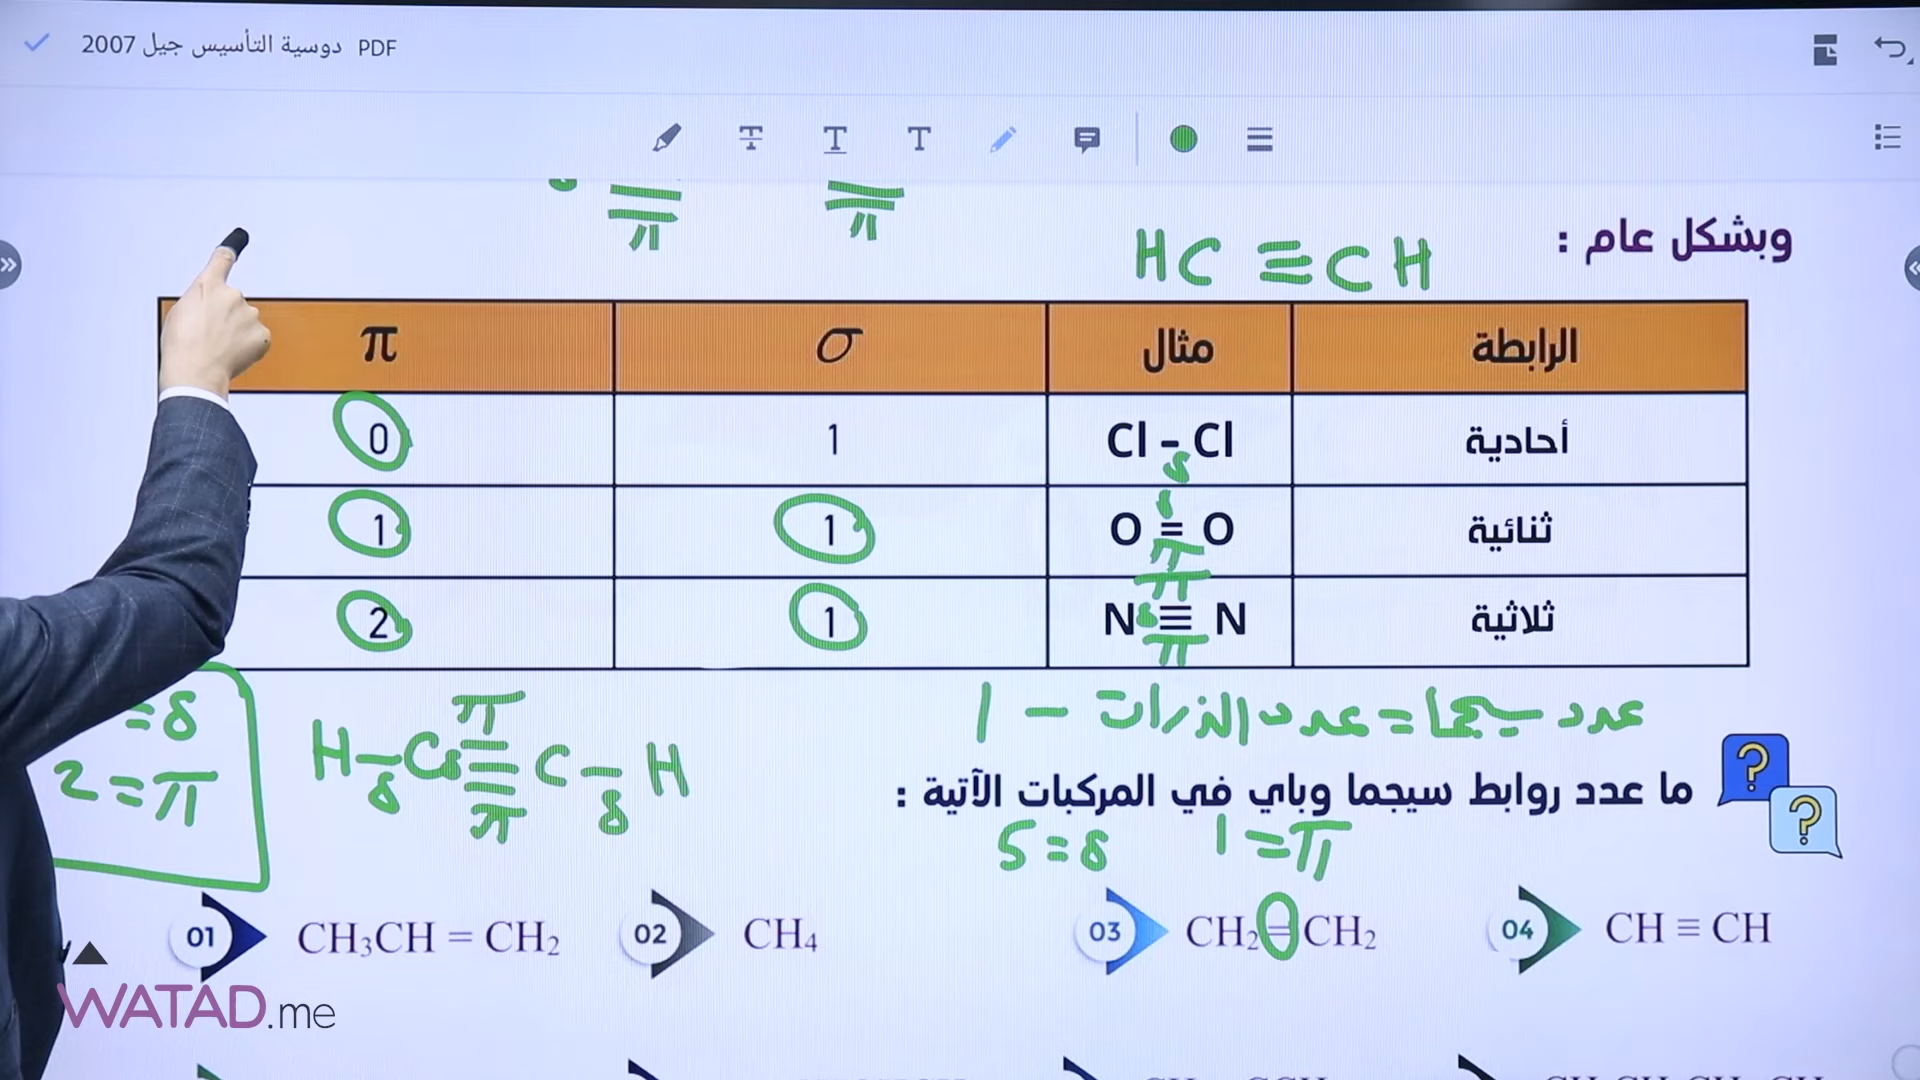 دوسية التأسيس جيل 2007 PDF
π π
وبشكل عام :
HC ≡ CH
الرابطة مثال σ π
أحادية Cl - Cl 1 0
δ
ثنائية O = O 1 1
π
π
ثلاثية N ≡ N 1 2
π
عدد سيجما = عدد الذرات - 1
= δ
2 = π
π
H - C ≡ C - H
δ δ δ
π
ما عدد روابط سيجما وباي في المركبات الآتية :
5 = δ 1 = π
01 CH₃CH = CH₂
02 CH₄
03 CH₂ = CH₂
04 CH ≡ CH
WATAD.me